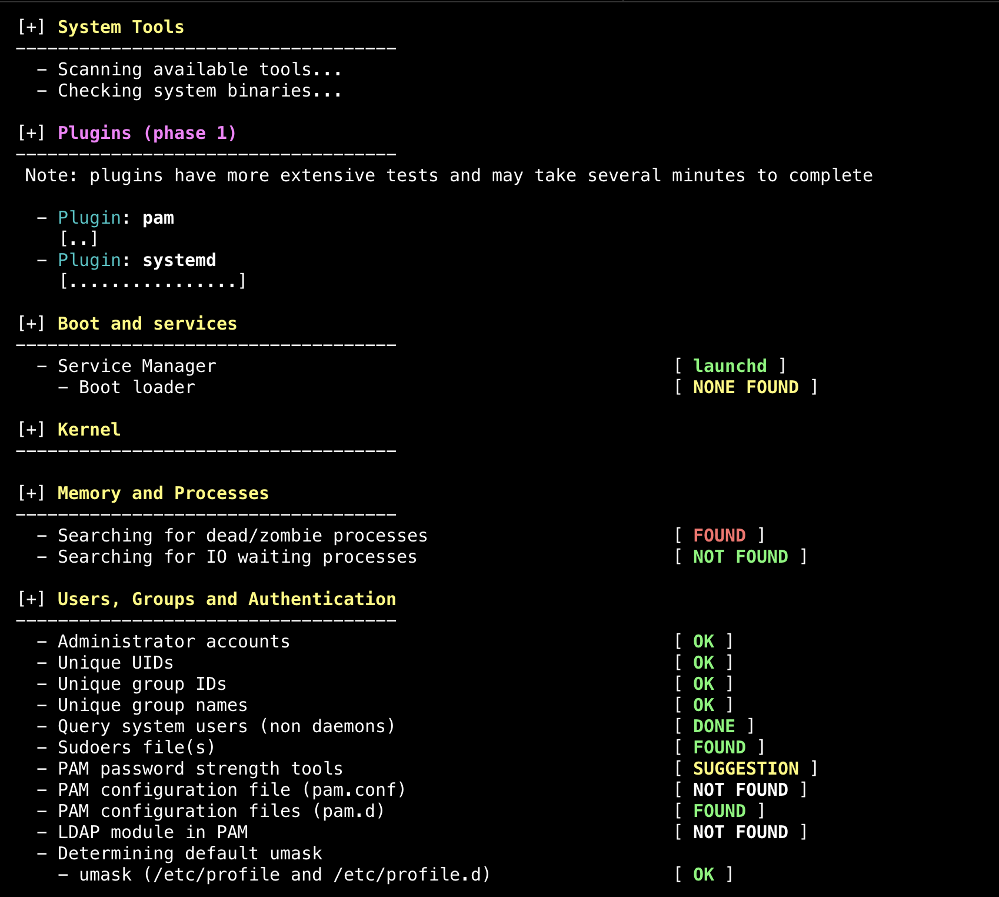 [+] System Tools
------------------------------------
  - Scanning available tools...
  - Checking system binaries...

[+] Plugins (phase 1)
------------------------------------
 Note: plugins have more extensive tests and may take several minutes to complete

  - Plugin: pam
    [..]
  - Plugin: systemd
    [................]

[+] Boot and services
------------------------------------
  - Service Manager                                           [ launchd ]
    - Boot loader                                             [ NONE FOUND ]

[+] Kernel
------------------------------------

[+] Memory and Processes
------------------------------------
  - Searching for dead/zombie processes                       [ FOUND ]
  - Searching for IO waiting processes                        [ NOT FOUND ]

[+] Users, Groups and Authentication
------------------------------------
  - Administrator accounts                                    [ OK ]
  - Unique UIDs                                               [ OK ]
  - Unique group IDs                                          [ OK ]
  - Unique group names                                        [ OK ]
  - Query system users (non daemons)                          [ DONE ]
  - Sudoers file(s)                                           [ FOUND ]
  - PAM password strength tools                               [ SUGGESTION ]
  - PAM configuration file (pam.conf)                         [ NOT FOUND ]
  - PAM configuration files (pam.d)                           [ FOUND ]
  - LDAP module in PAM                                        [ NOT FOUND ]
  - Determining default umask
    - umask (/etc/profile and /etc/profile.d)                 [ OK ]